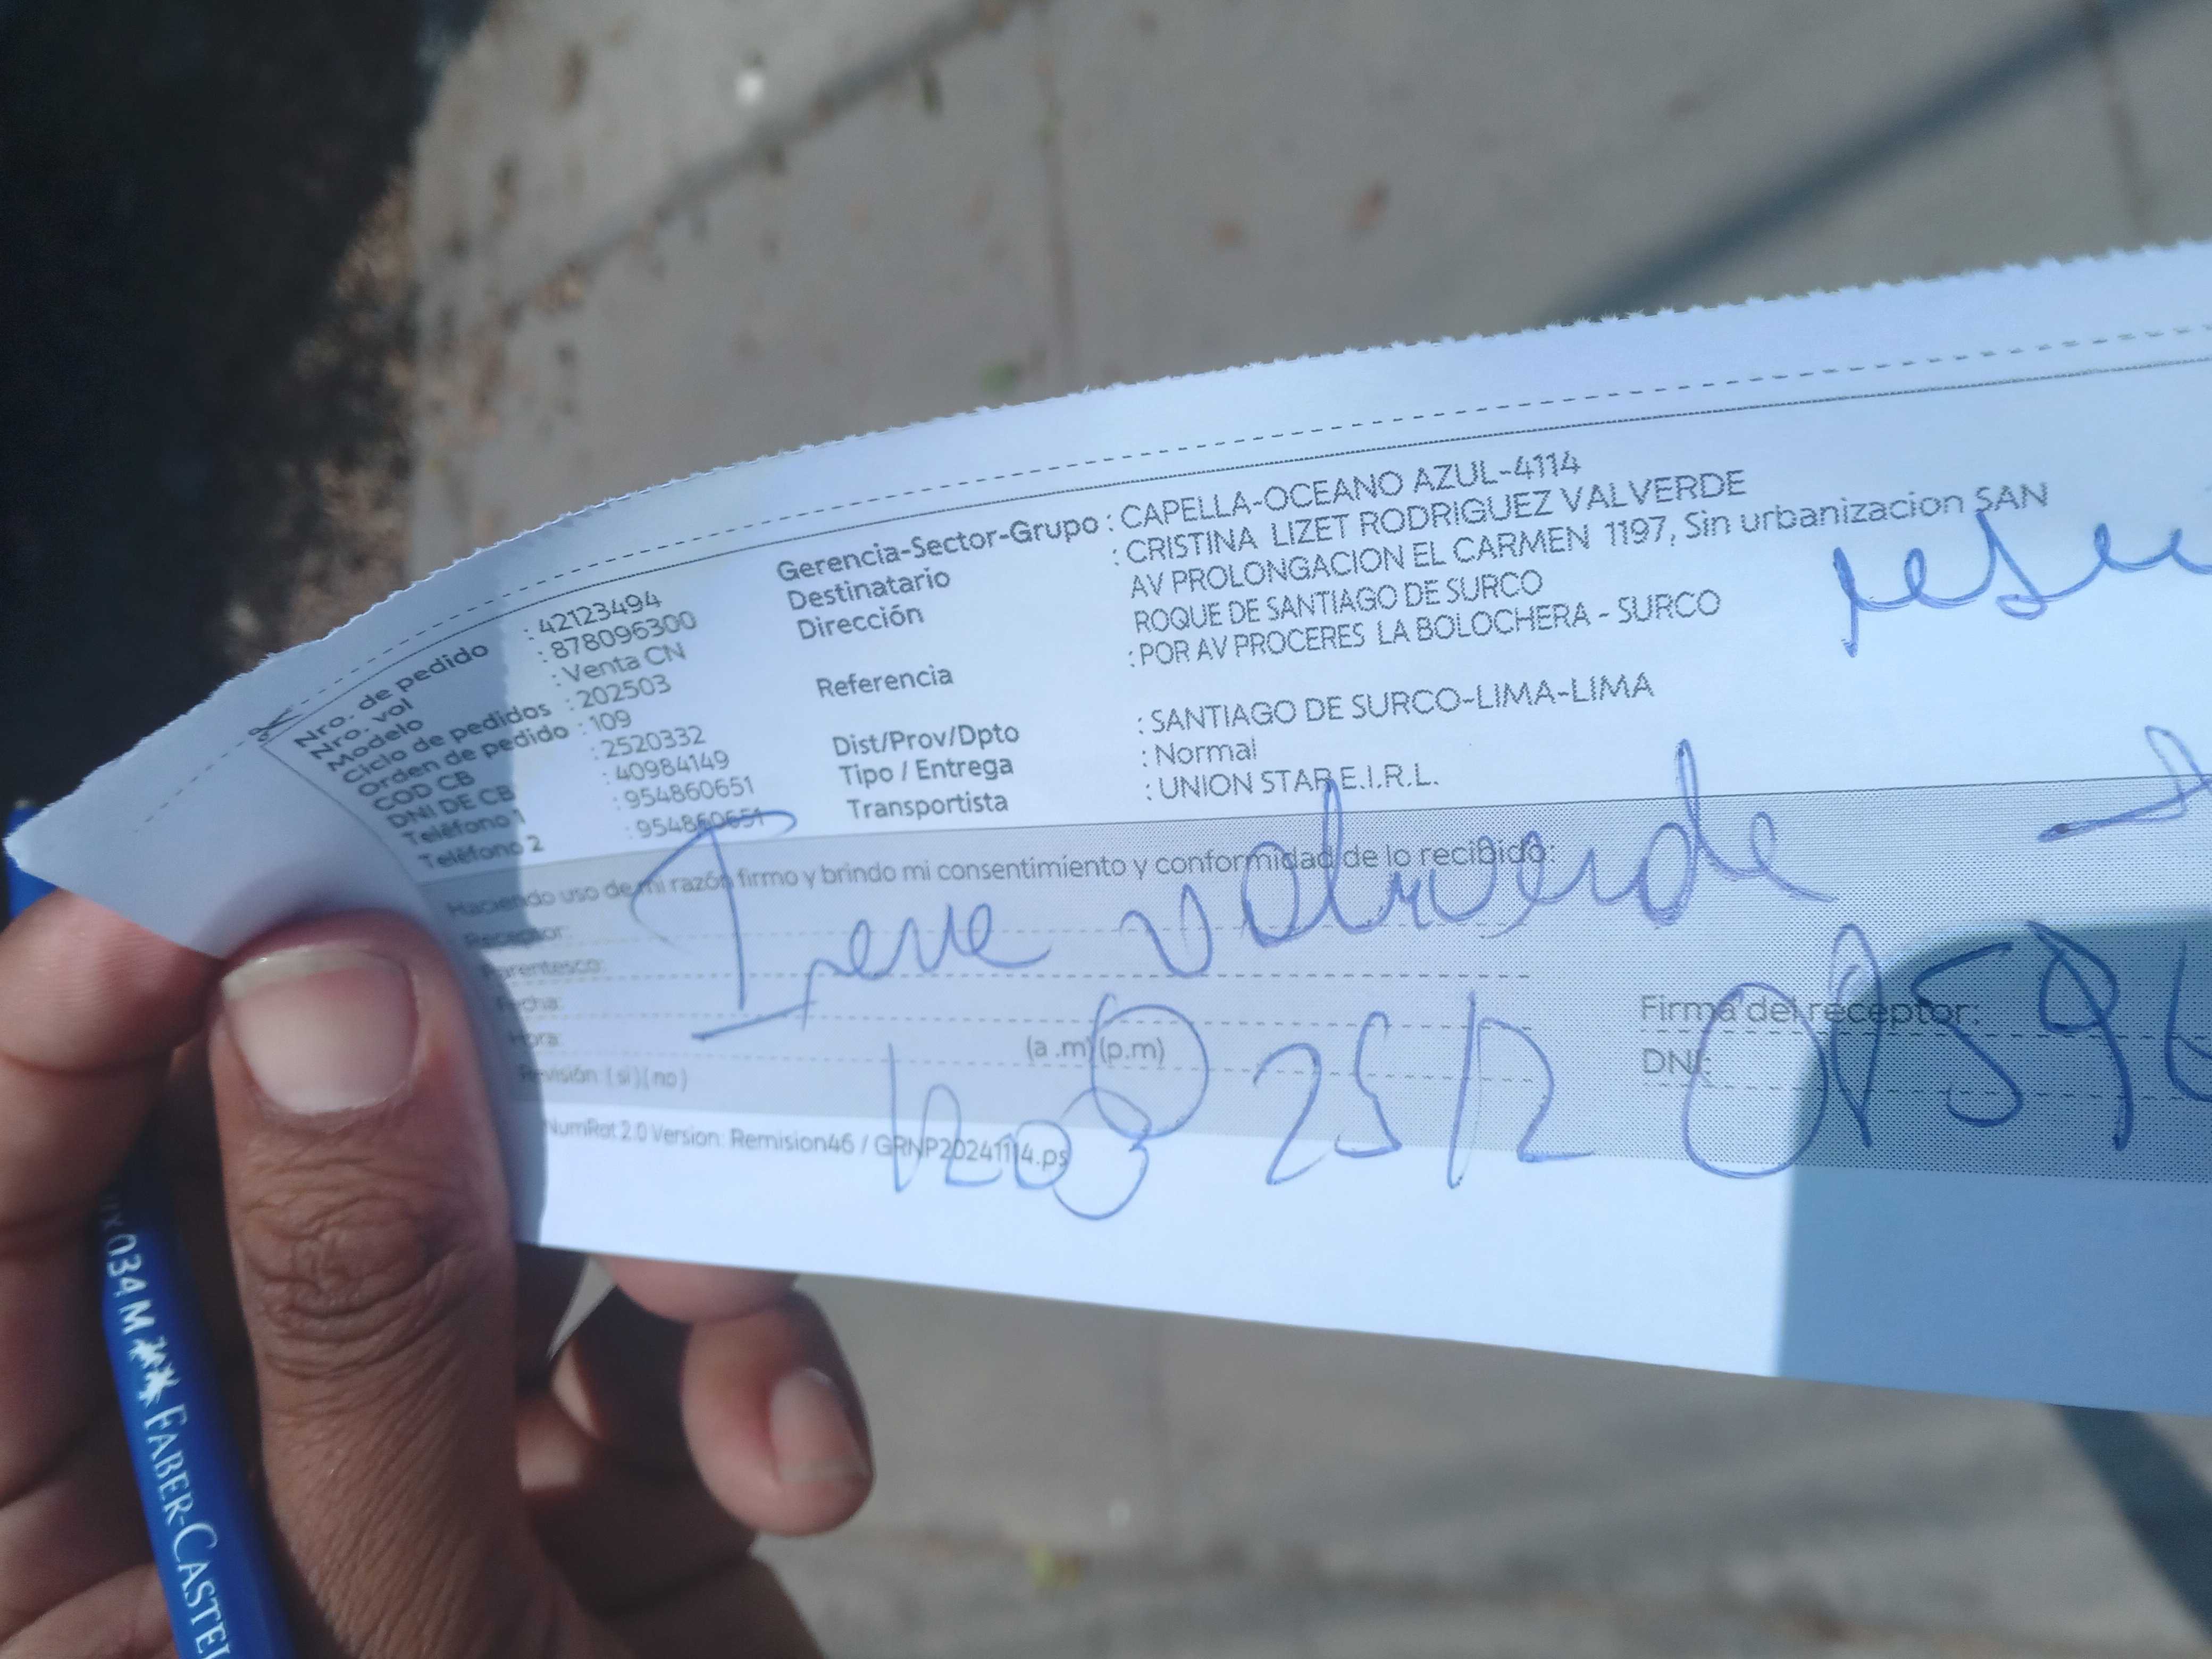 Nro. de pedido : 42123494
Nro. vol : 878096300
Modelo : Venta CN
Ciclo de pedidos : 202503
Orden de pedido : 109
COD CB : 2520332
DNI DE CB : 40984149
Teléfono 1 : 954860651
Teléfono 2 : 954860651
Gerencia-Sector-Grupo : CAPELLA-OCEANO AZUL-4114
Destinatario : CRISTINA LIZET RODRIGUEZ VALVERDE
Dirección AV PROLONGACION EL CARMEN 1197, Sin urbanizacion SAN
ROQUE DE SANTIAGO DE SURCO
Referencia : POR AV PROCERES LA BOLOCHERA - SURCO
Dist/Prov/Dpto : SANTIAGO DE SURCO-LIMA-LIMA
Tipo / Entrega : Normal
Transportista : UNION STAR E.I.R.L.
Haciendo uso de mi razón firmo y brindo mi consentimiento y conformidad de lo recibido:
Receptor:
valverde
Parentesco:
Fecha:
Hora: (a .m) (p.m)
Revisión (si)(no)
Firma del receptor:
DNI:
1203 25/12
NumRot 2.0 Version: Remision46 / GRNP20241114.ps
034M FABER-CASTEL